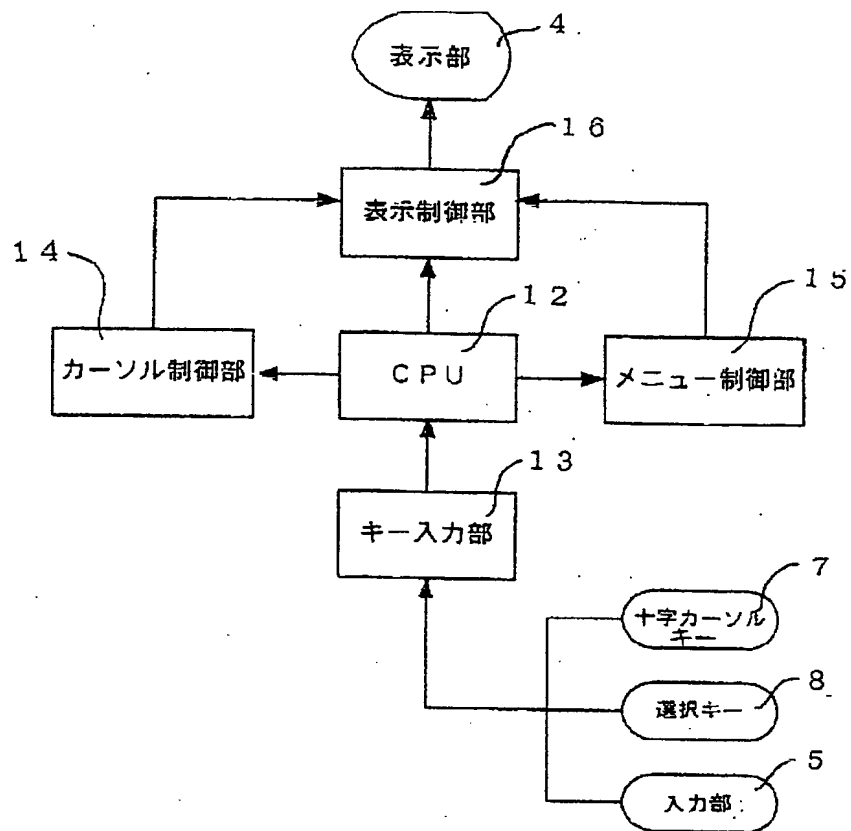 4
表示部
16
表示制御部
14
15
12
カーソル制御部
CPU
メニュー制御部
13
キー入力部
7
十字カーソル
キー
8
選択キー
5
入力部